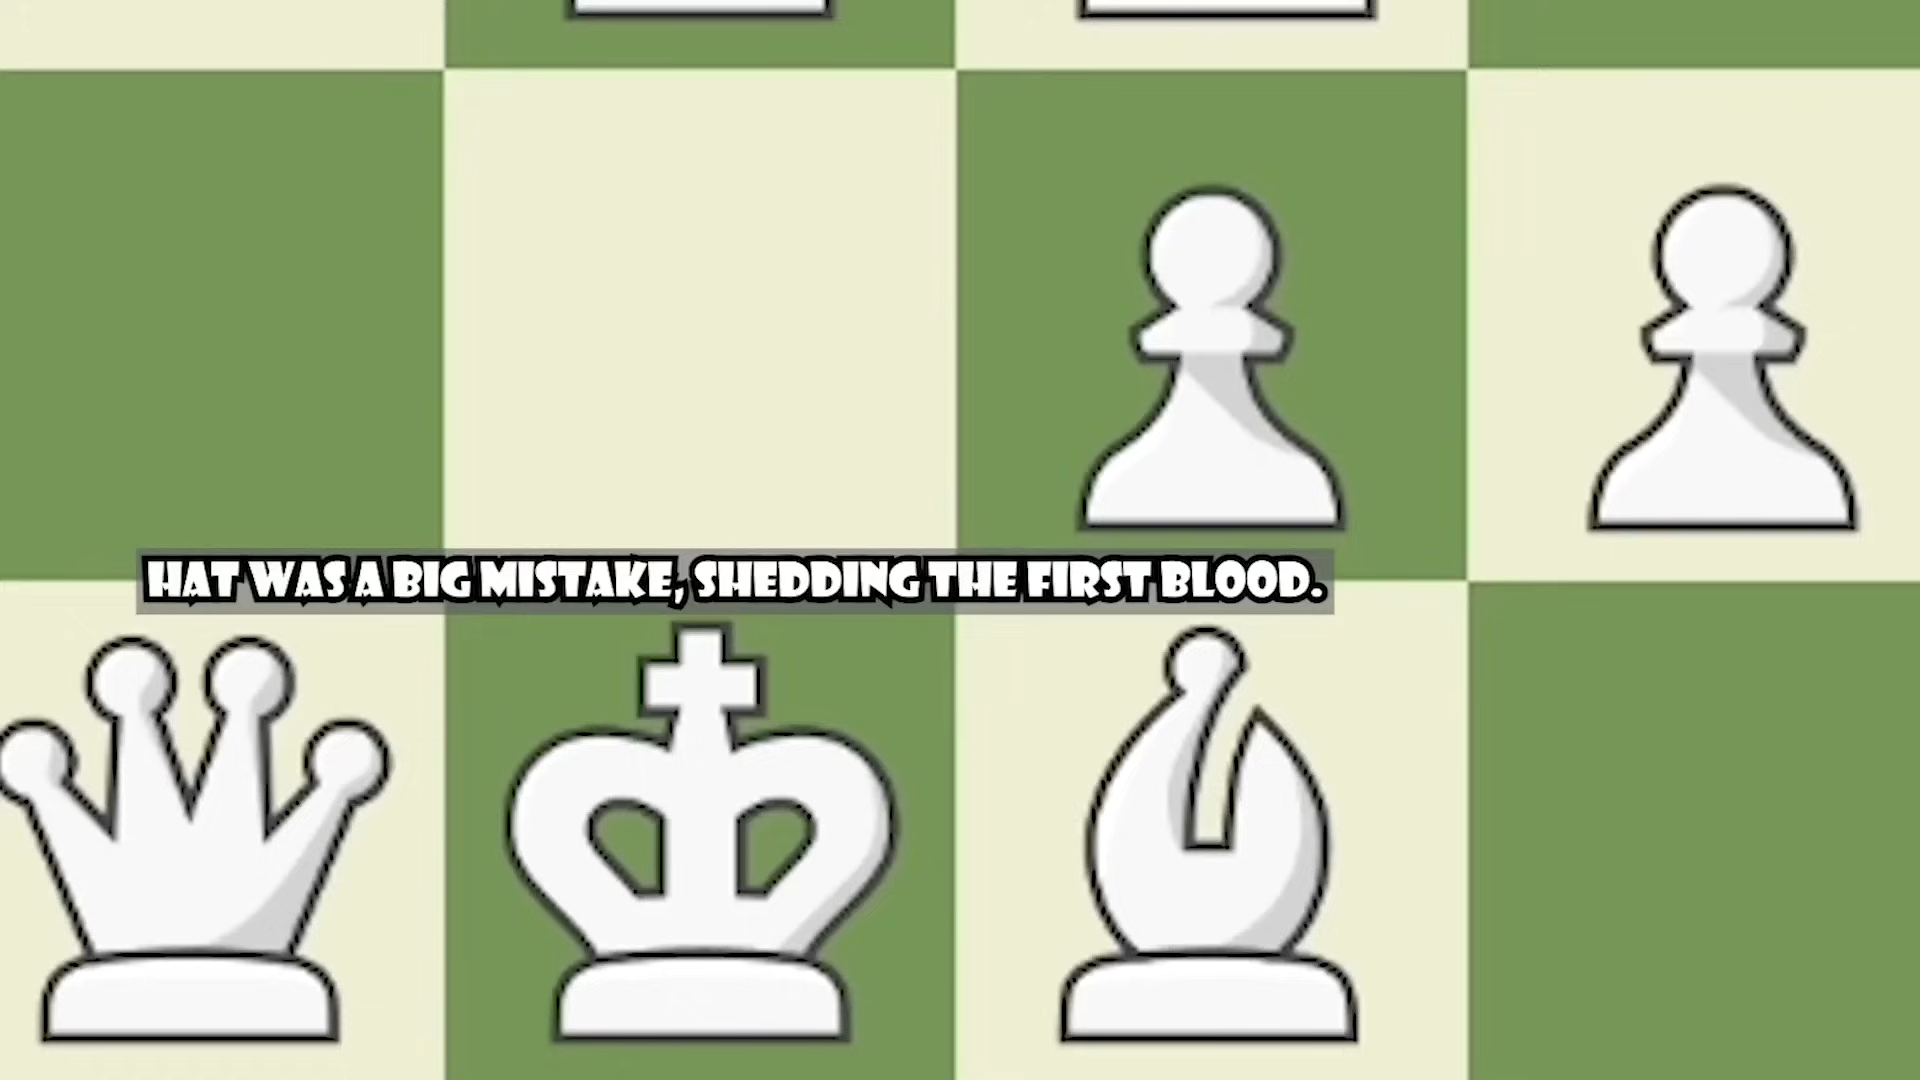 HAT WAS A BIG MISTAKE, SHEDDING THE FIRST BLOOD.